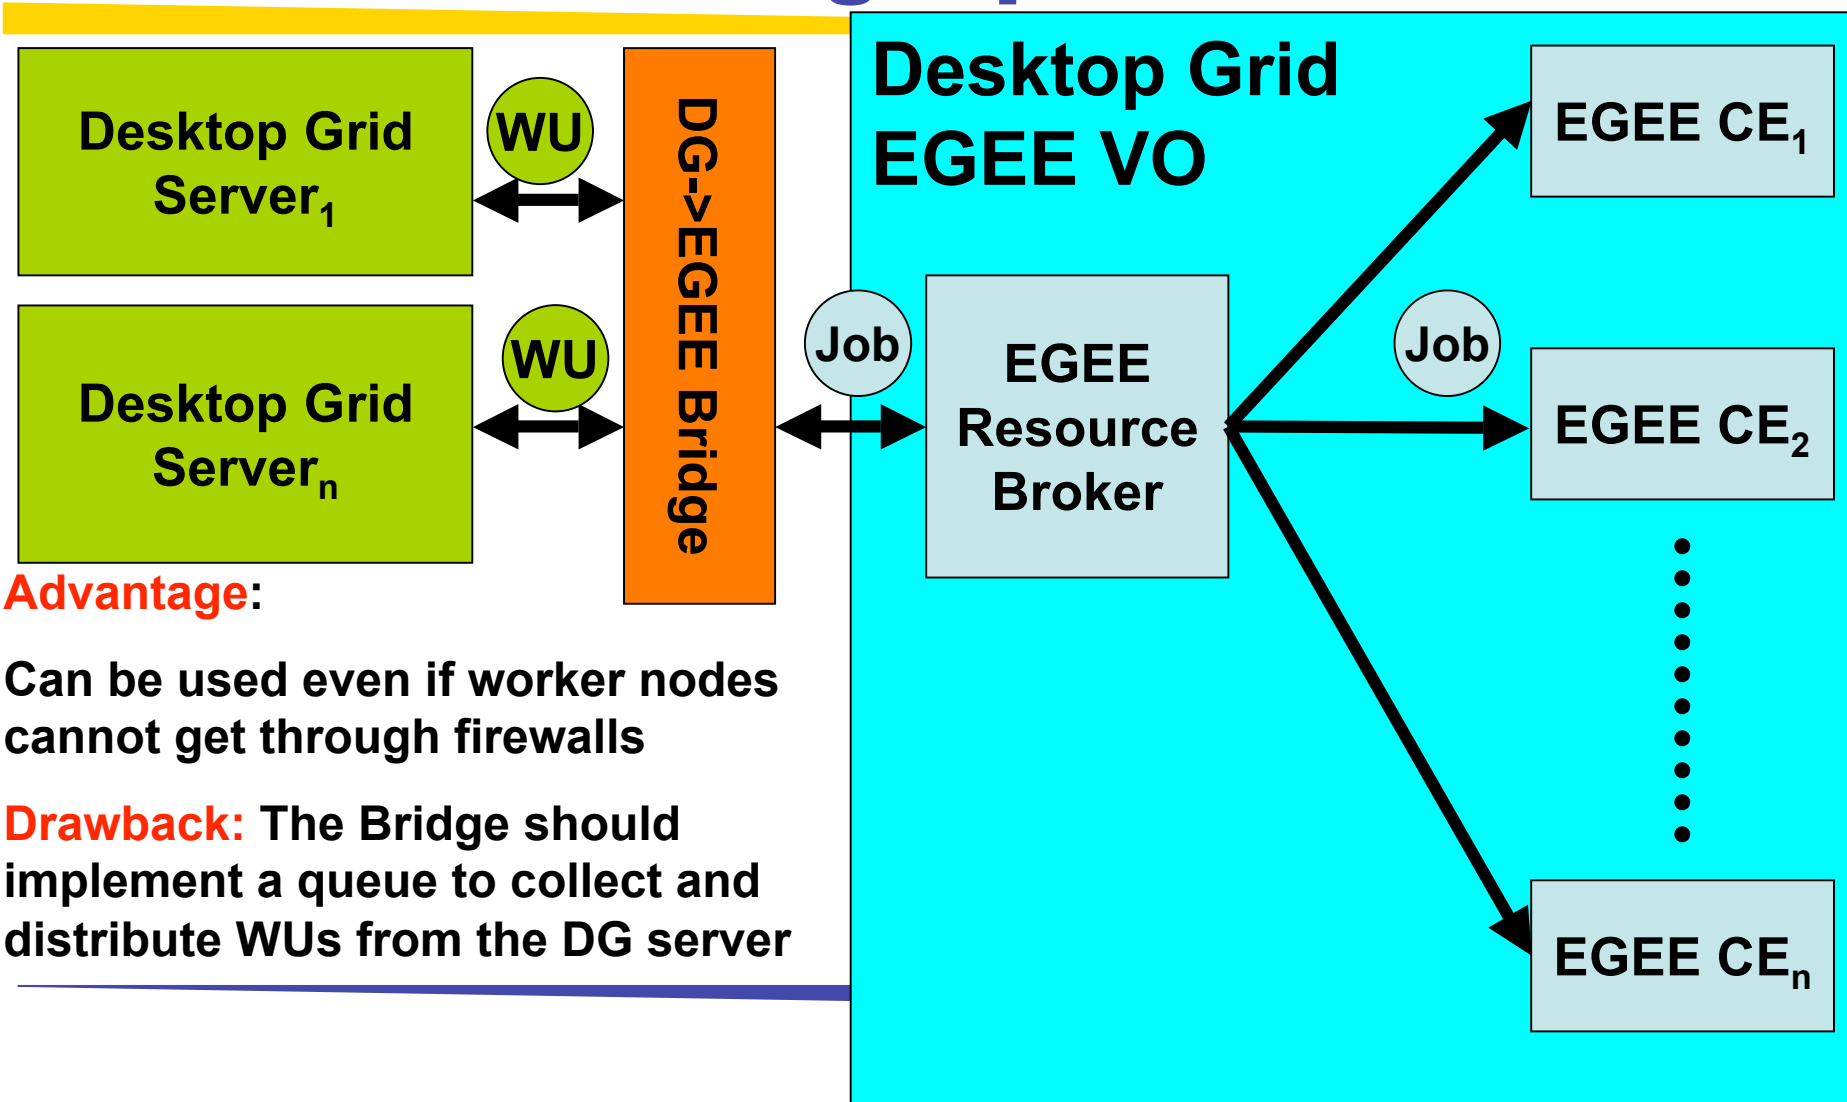 Desktop Grid
Server1
WU
DG->EGEE Bridge
Desktop Grid
EGEE VO
EGEE CE1
Desktop Grid
Servern
WU
Job
EGEE
Resource
Broker
Job
EGEE CE2
EGEE CEn
Advantage:
Can be used even if worker nodes
cannot get through firewalls
Drawback: The Bridge should
implement a queue to collect and
distribute WUs from the DG server